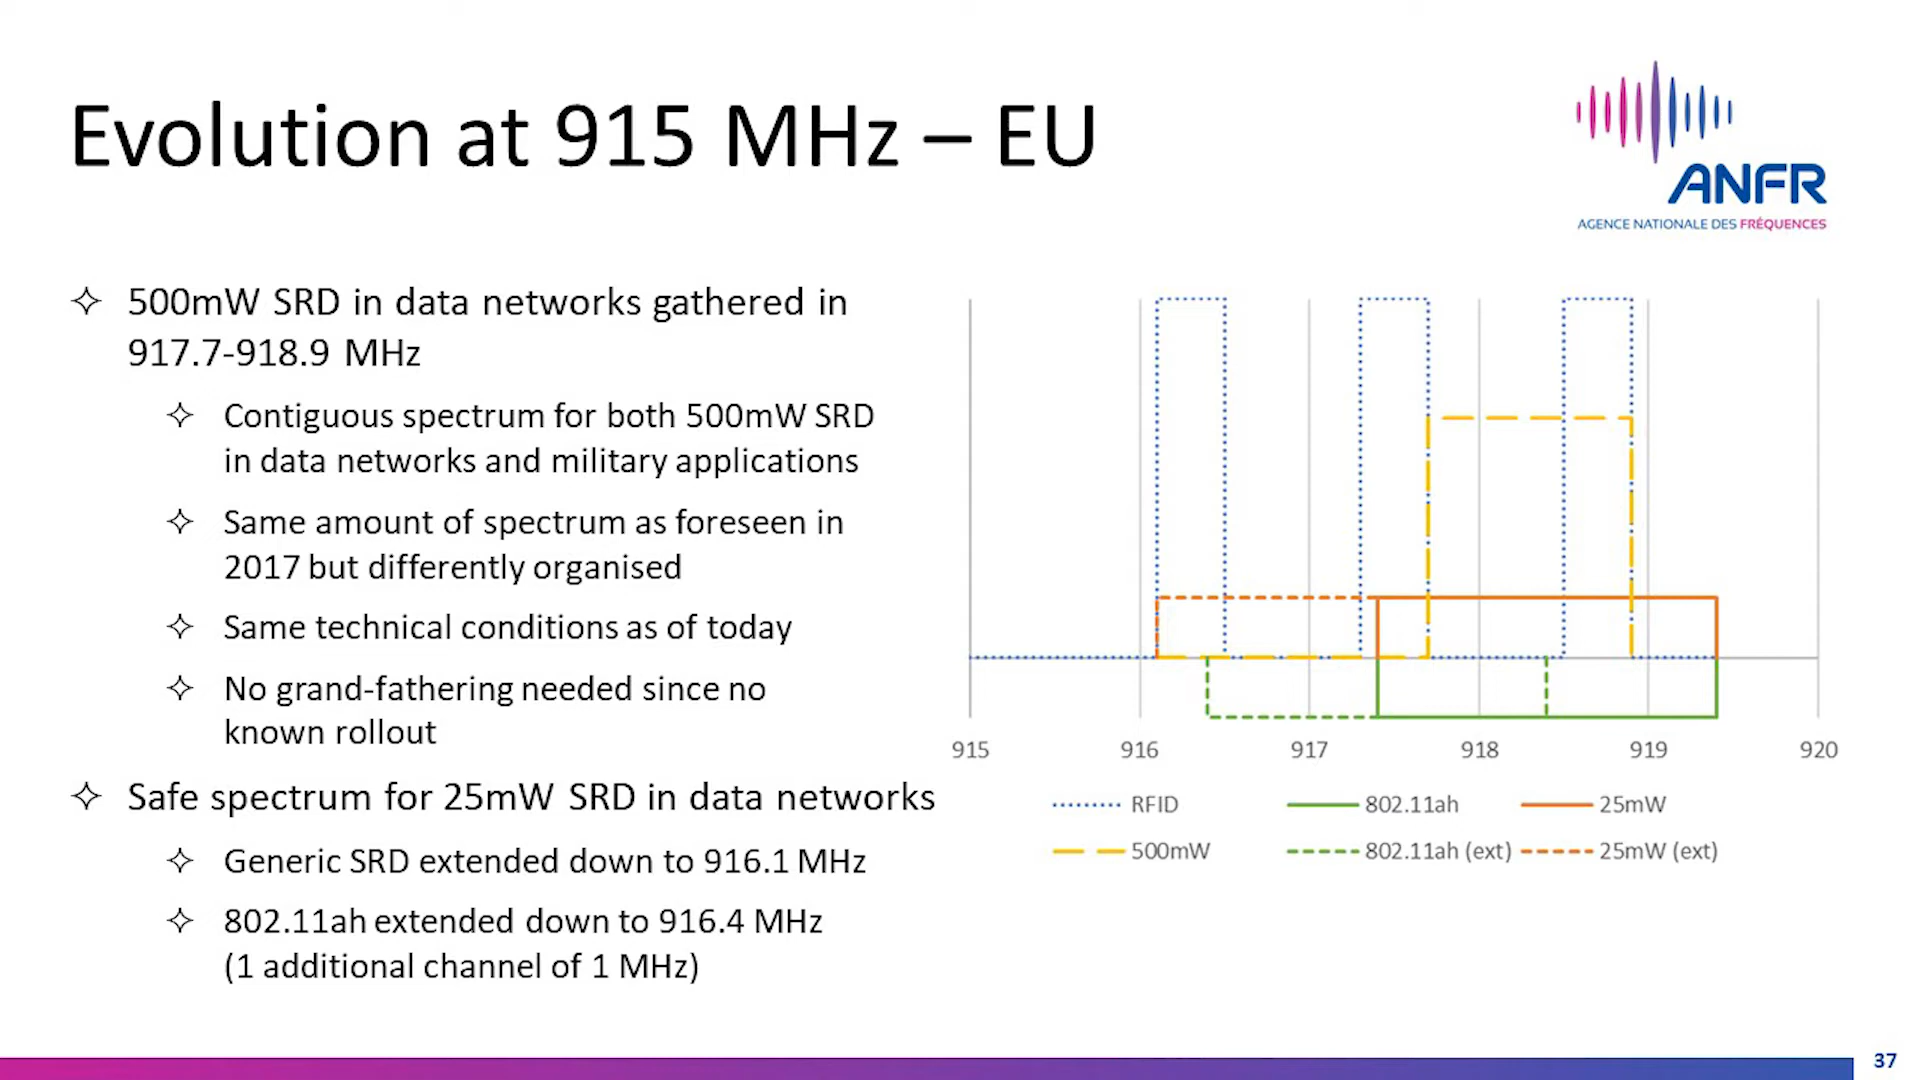 Evolution at 915 MHz – EU
ANFR
AGENCE NATIONALE DES FRÉQUENCES
500mW SRD in data networks gathered in
917.7-918.9 MHz
Contiguous spectrum for both 500mW SRD
in data networks and military applications
Same amount of spectrum as foreseen in
2017 but differently organised
Same technical conditions as of today
No grand-fathering needed since no
known rollout
Safe spectrum for 25mW SRD in data networks
Generic SRD extended down to 916.1 MHz
802.11ah extended down to 916.4 MHz
(1 additional channel of 1 MHz)
915 916 917 918 919 920
RFID 802.11ah 25mW
500mW 802.11ah (ext) 25mW (ext)
37